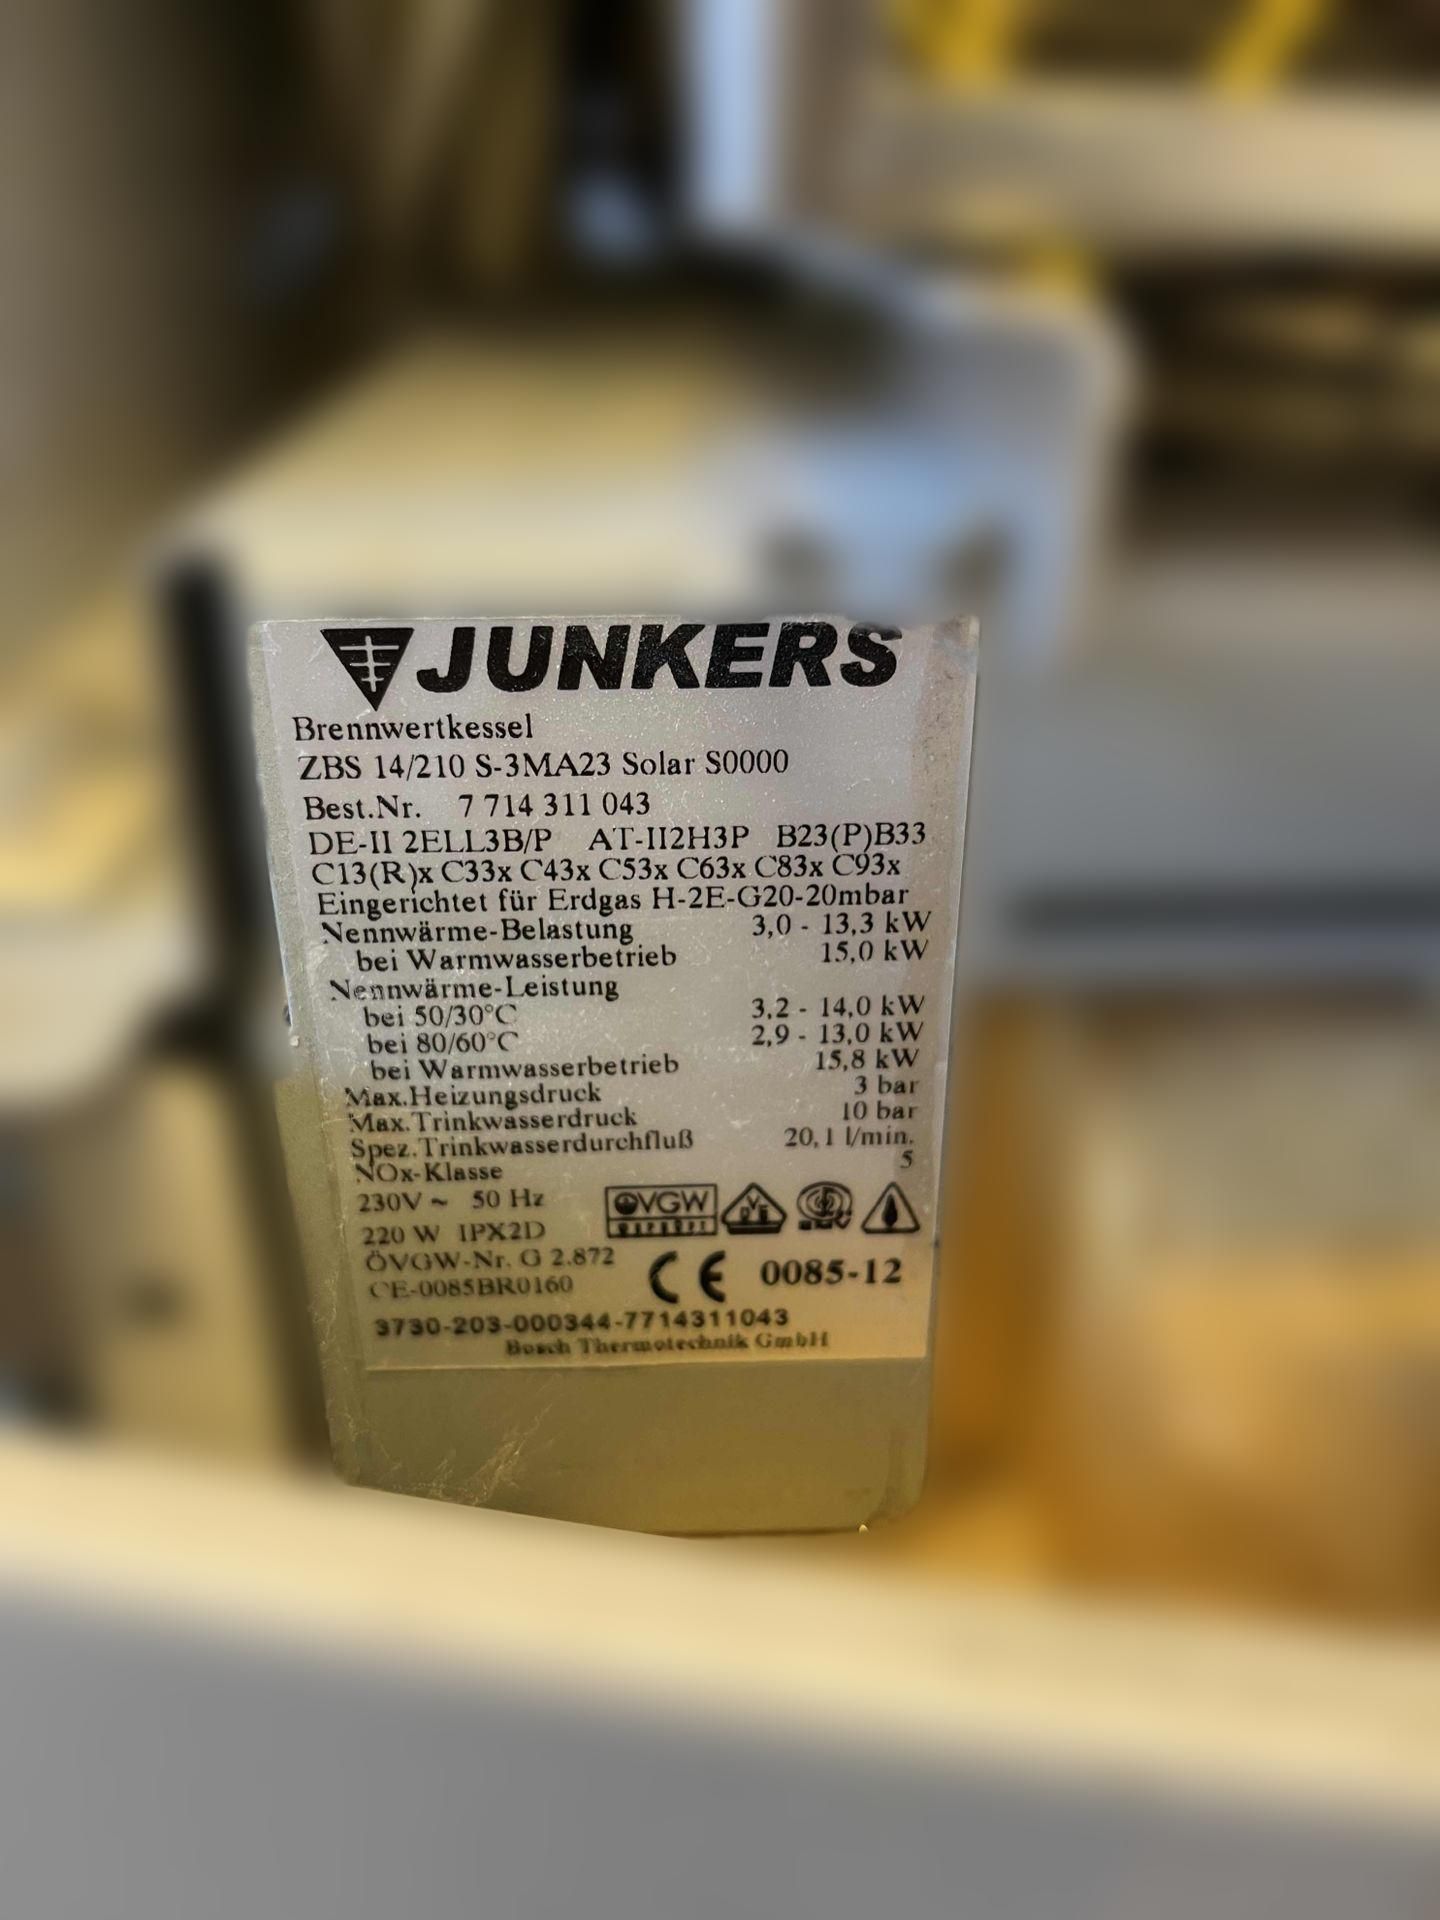 JUNKERS
Brennwertkessel
ZBS 14/210 S-3MA23 Solar S0000
Best.Nr. 7 714 311 043
DE-II 2ELL3B/P AT-II2H3P B23(P)B33
C13(R)x C33x C43x C53x C63x C83x C93x
Eingerichtet für Erdgas H-2E-G20-20mbar
Nennwärme-Belastung 3,0 - 13,3 kW
bei Warmwasserbetrieb 15,0 kW
Nennwärme-Leistung
bei 50/30°C 3,2 - 14,0 kW
bei 80/60°C 2,9 - 13,0 kW
bei Warmwasserbetrieb 15,8 kW
Max.Heizungsdruck 3 bar
Max.Trinkwasserdruck 10 bar
Spez.Trinkwasserdurchfluß 20,1 l/min.
NOx-Klasse 5
230V ~ 50 Hz
220 W IPX2D
ÖVGW
ÖVGW-Nr. G 2.872
CE-0085BR0160
CE 0085-12
3730-203-000344-7714311043
Bosch Thermotechnik GmbH